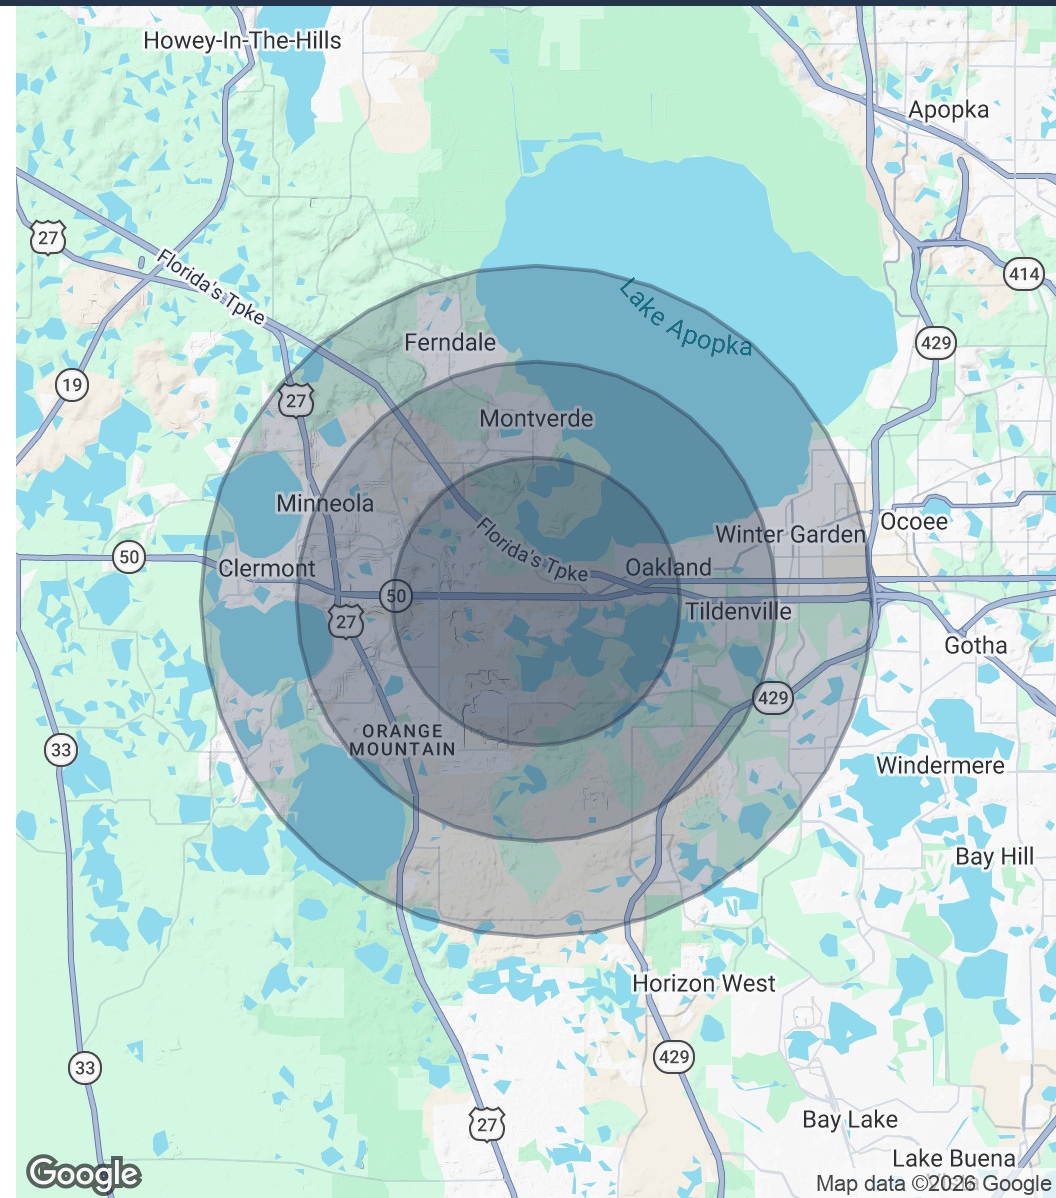 Howey-In-The-Hills
Apopka
27
Florida's Tpke
414
Lake Apopka
429
Ferndale
19
27
Montverde
Minneola
Ocoee
Florida's Tpke
Winter Garden
50
Clermont
Oakland
50
Tildenville
27
Gotha
429
ORANGE
MOUNTAIN
33
Windermere
Bay Hill
Horizon West
429
33
27
Bay Lake
Lake Buena
Google
Map data ©2026 Google